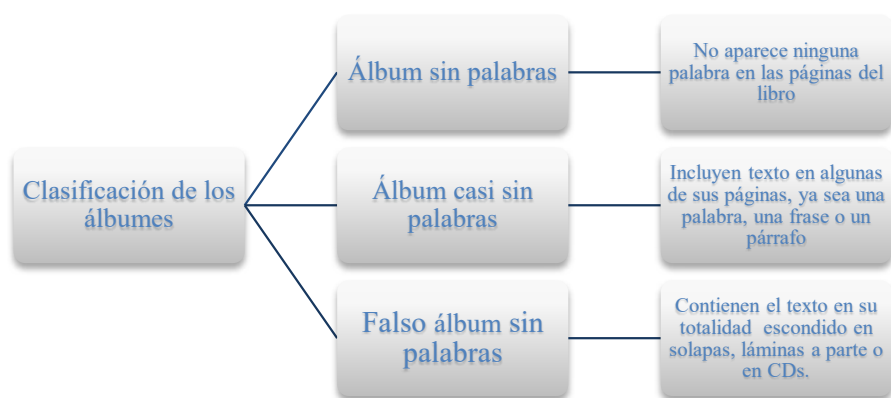 Clasificación de los
álbumes
Álbum sin palabras
No aparece ninguna
palabra en las páginas del
libro
Álbum casi sin
palabras
Incluyen texto en algunas
de sus páginas, ya sea una
palabra, una frase o un
párrafo
Falso álbum sin
palabras
Contienen el texto en su
totalidad escondido en
solapas, láminas a parte o
en CDs.